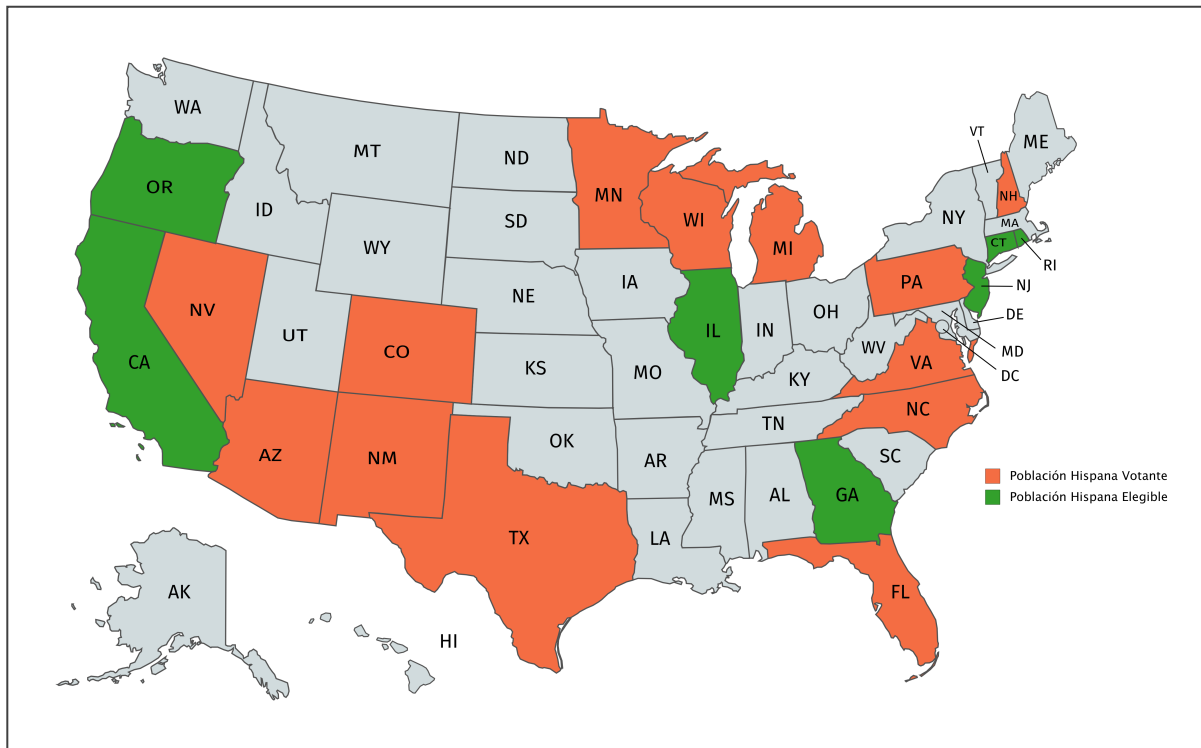 WA
MT
ND
MN
VT
ME
OR
ID
SD
WI
MI
NY
NH
MA
CT
RI
WY
IA
NE
PA
NJ
NV
UT
CO
IL
IN
OH
DE
MD
DC
CA
KS
MO
WV
VA
KY
AZ
NM
OK
AR
TN
NC
SC
Población Hispana Votante
Población Hispana Elegible
MS
AL
GA
TX
LA
FL
AK
HI